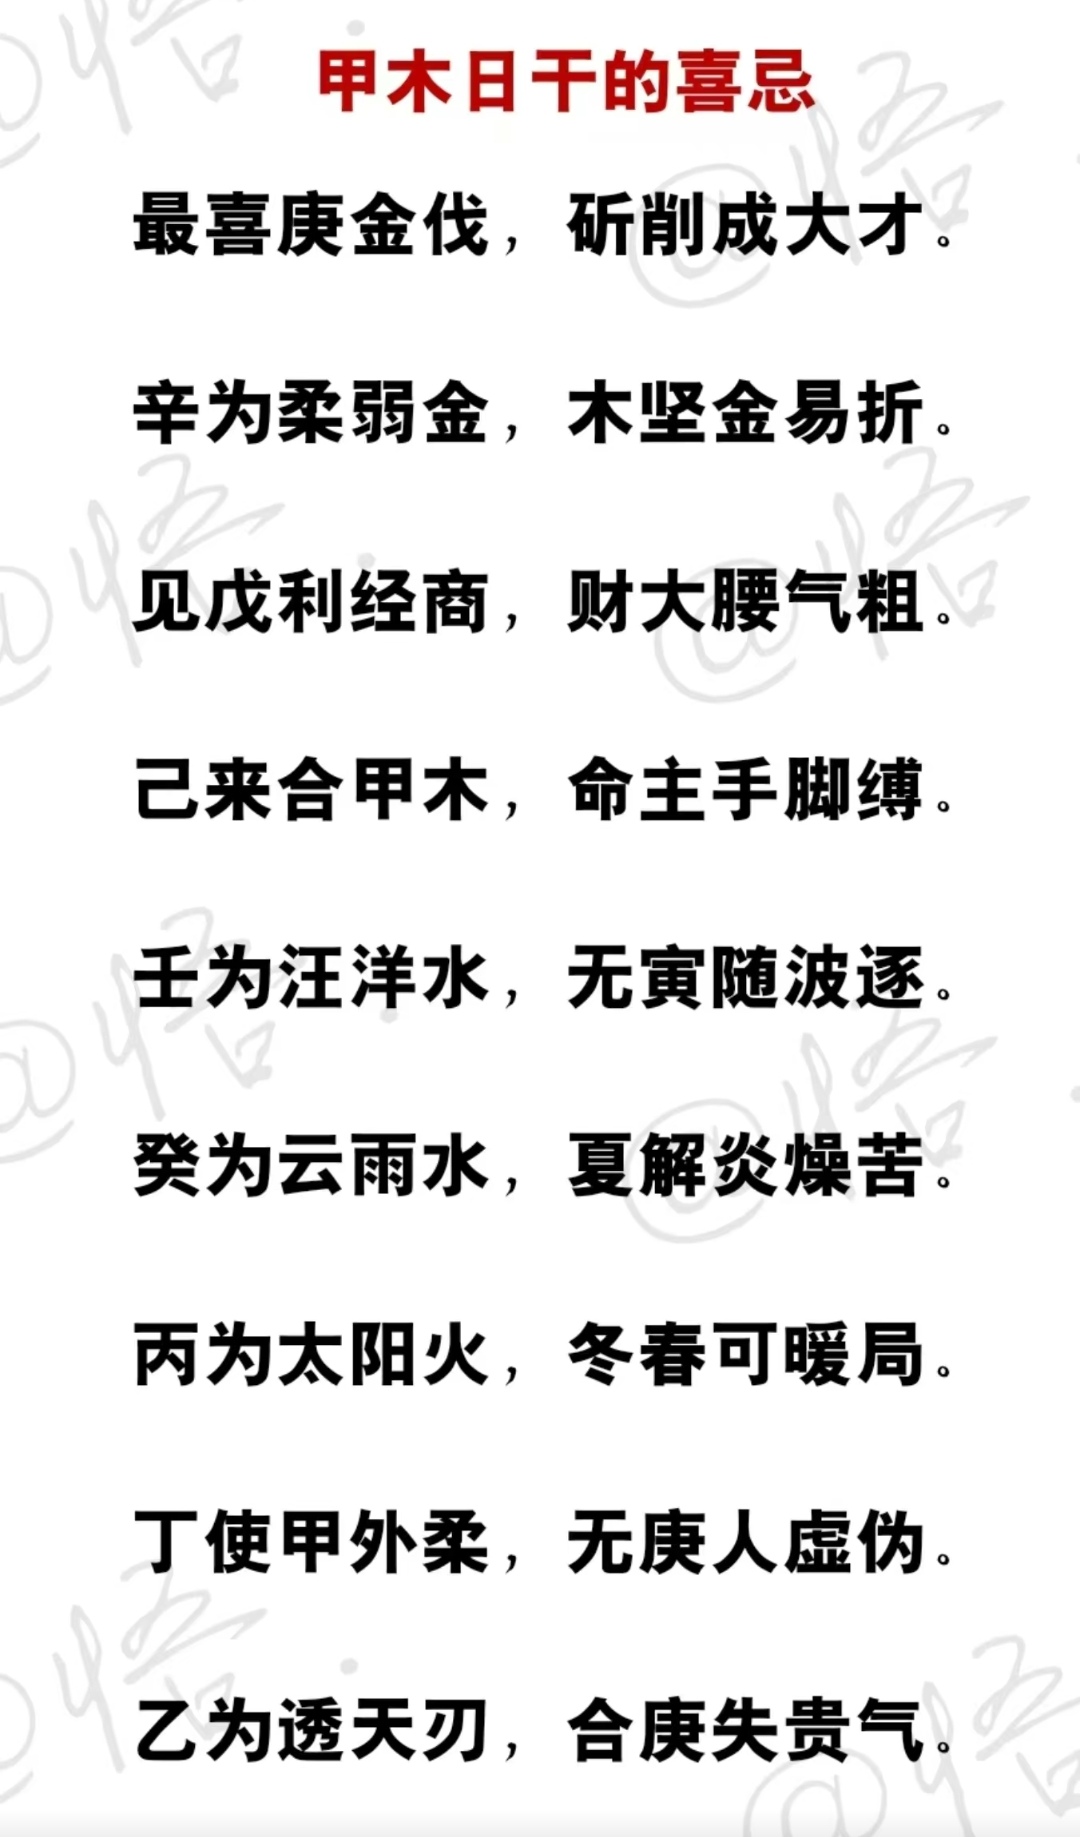 甲木日干的喜忌
最喜庚金伐，斫削成大才。
辛为柔弱金，木坚金易折。
见戊利经商，财大腰气粗。
己来合甲木，命主手脚缚。
壬为汪洋水，无寅随波逐。
癸为云雨水，夏解炎燥苦。
丙为太阳火，冬春可暖局。
丁使甲外柔，无庚人虚伪。
乙为透天刃，合庚失贵气。
@悟